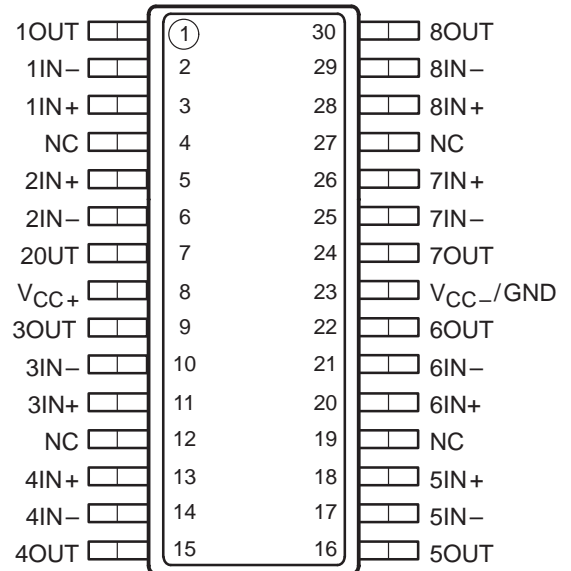 1OUT 1 30 8OUT
1IN− 2 29 8IN−
1IN+ 3 28 8IN+
NC 4 27 NC
2IN+ 5 26 7IN+
2IN− 6 25 7IN−
20UT 7 24 7OUT
VCC+ 8 23 VCC−/GND
3OUT 9 22 6OUT
3IN− 10 21 6IN−
3IN+ 11 20 6IN+
NC 12 19 NC
4IN+ 13 18 5IN+
4IN− 14 17 5IN−
4OUT 15 16 5OUT